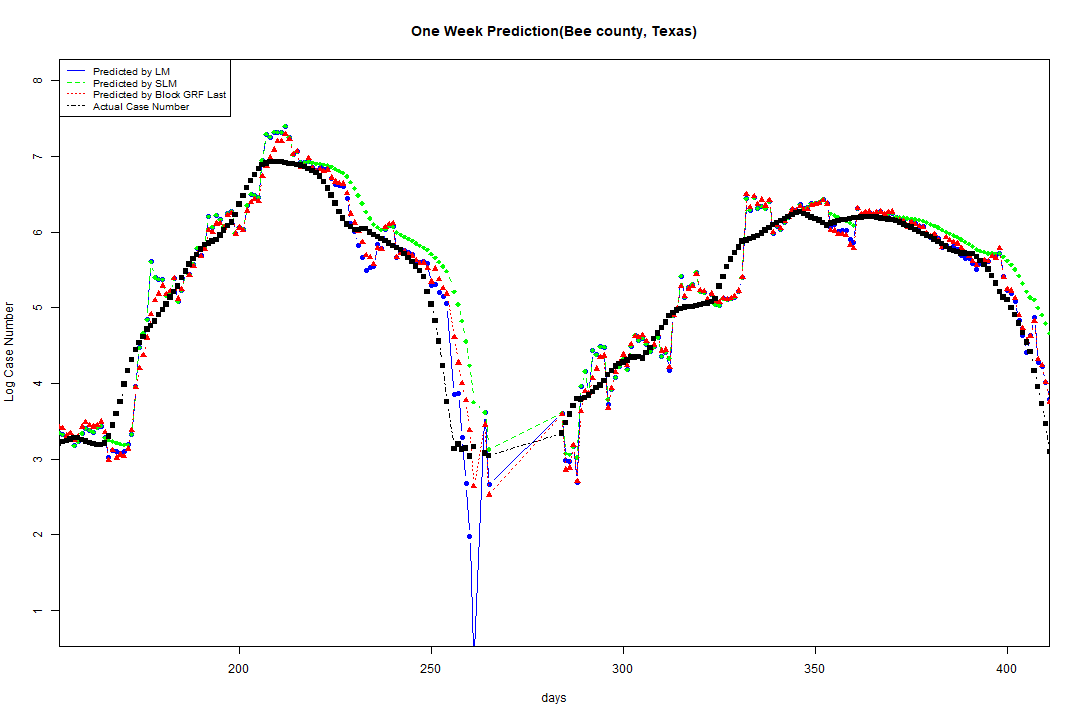 One Week Prediction(Bee county, Texas)
Predicted by LM
Predicted by SLM
Predicted by Block GRF Last
Actual Case Number
8
7
6
5
4
3
2
1
Log Case Number
200 250 300 350 400
days